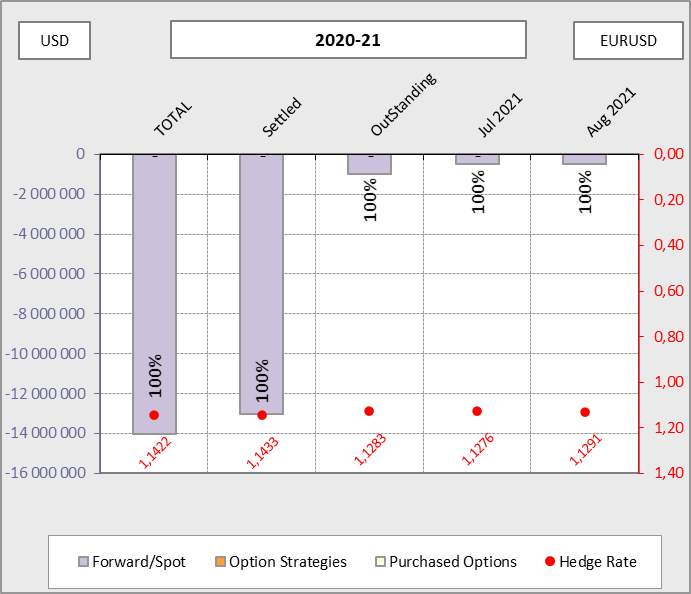 USD
2020-21
EURUSD
TOTAL
Settled
OutStanding
Jul 2021
Aug 2021
0
-2 000 000
-4 000 000
-6 000 000
-8 000 000
-10 000 000
-12 000 000
-14 000 000
-16 000 000
0,00
0,20
0,40
0,60
0,80
1,00
1,20
1,40
100%
100%
100%
100%
100%
1,1422
1,1433
1,1283
1,1276
1,1291
Forward/Spot
Option Strategies
Purchased Options
Hedge Rate